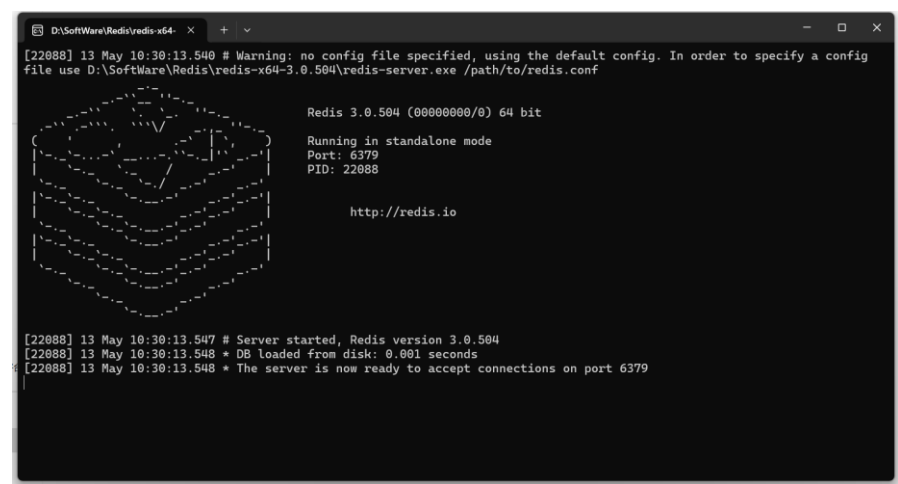 D:\SoftWare\Redis\redis-x64-
[22088] 13 May 10:30:13.540 # Warning: no config file specified, using the default config. In order to specify a config
file use D:\SoftWare\Redis\redis-x64-3.0.504\redis-server.exe /path/to/redis.conf
Redis 3.0.504 (00000000/0) 64 bit
Running in standalone mode
Port: 6379
PID: 22088
http://redis.io
[22088] 13 May 10:30:13.547 # Server started, Redis version 3.0.504
[22088] 13 May 10:30:13.548 * DB loaded from disk: 0.001 seconds
[22088] 13 May 10:30:13.548 * The server is now ready to accept connections on port 6379